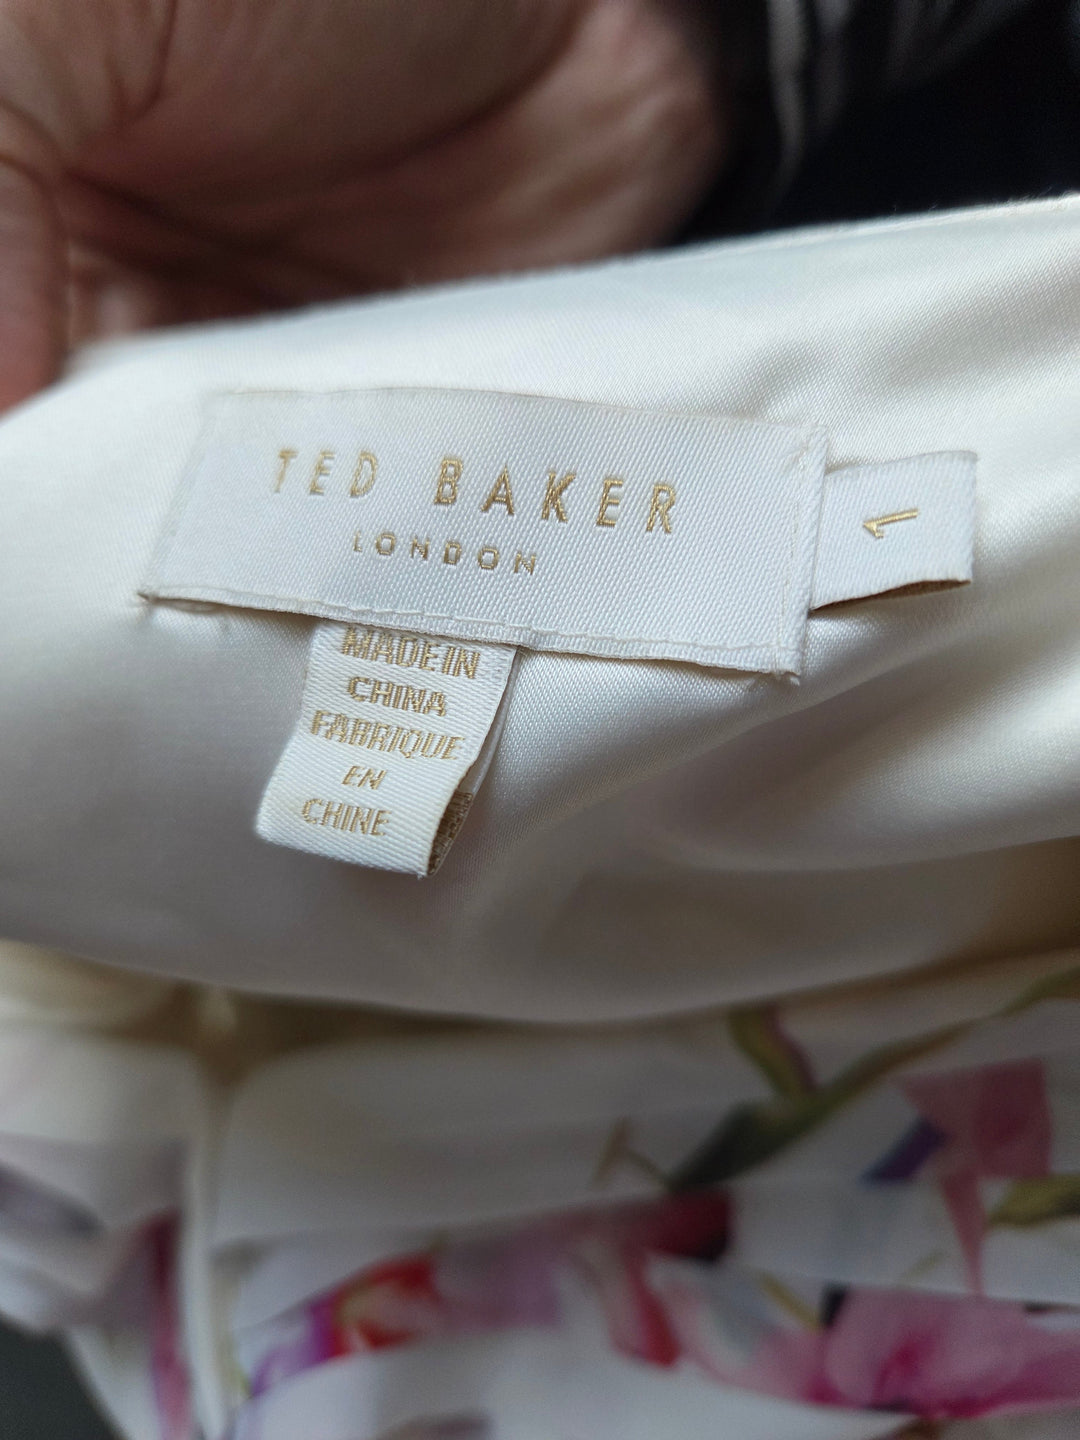 TED BAKER
LONDON
1
MADE IN
CHINA
FABRIQUE
EN
CHINE